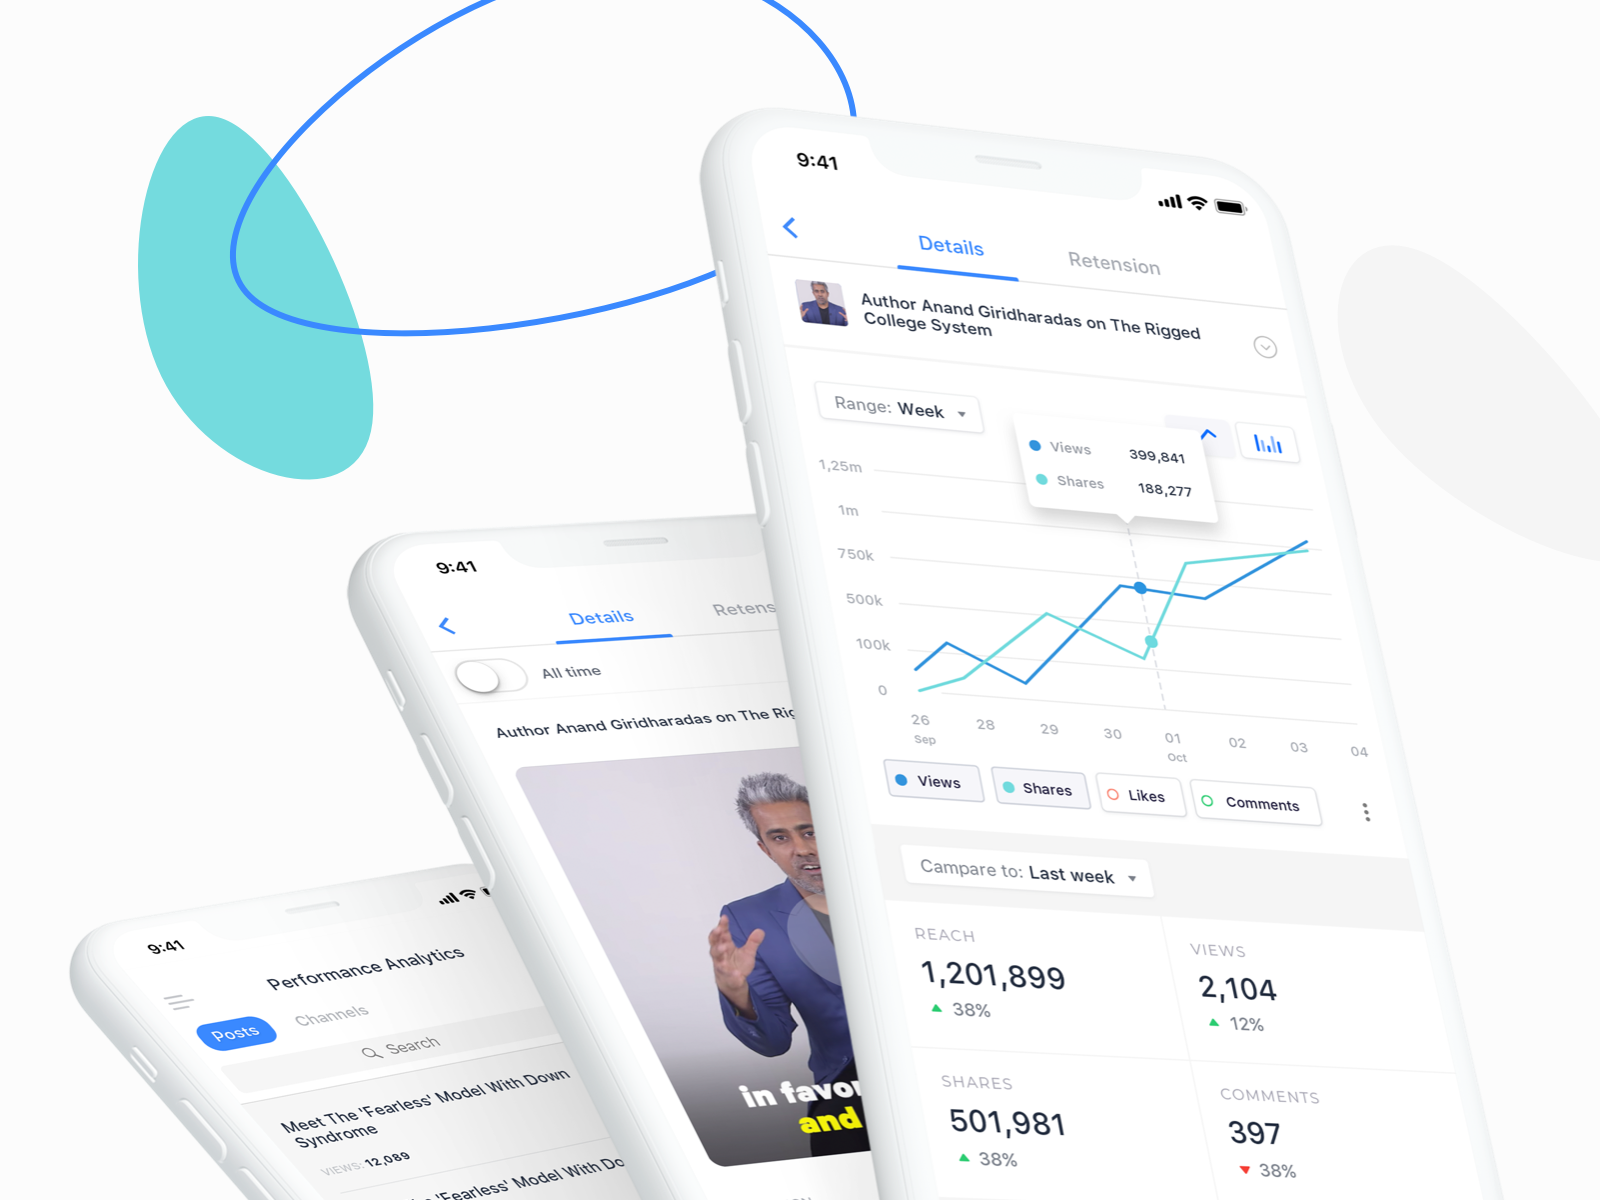 9:41
Details
Retension
Author Anand Giridharadas on The Rigged
College System
Range: Week
Views 399,841
Shares 188,277
1,25m
1m
750k
500k
100k
0
26
Sep
28
29
30
01
Oct
02
03
04
Views
Shares
Likes
Comments
Campare to: Last week
REACH
1,201,899
38%
VIEWS
2,104
12%
SHARES
501,981
38%
COMMENTS
397
38%
9:41
Details
Retens
All time
Author Anand Giridharadas on The Rig
in favor
and
9:41
Performance Analytics
Posts
Channels
Search
Meet The 'Fearless' Model With Down
Syndrome
VIEWS: 12,089
'Fearless' Model With Do